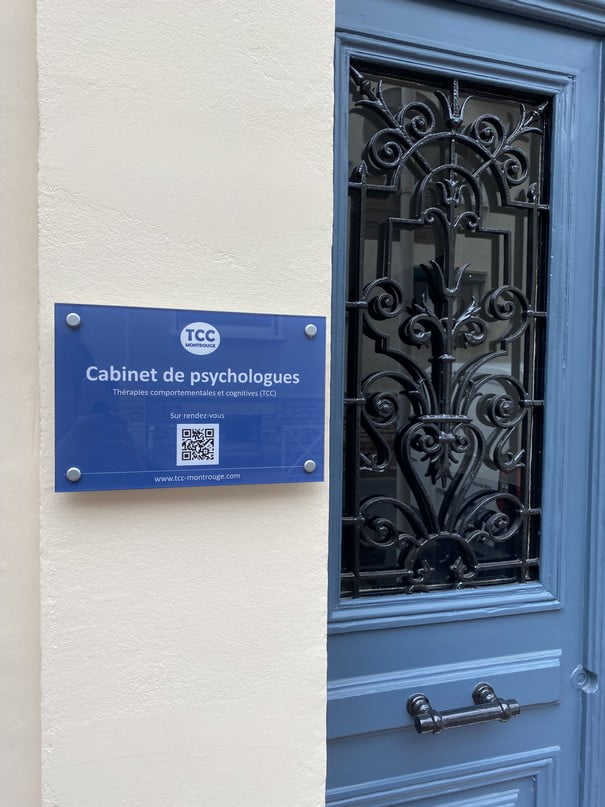 TCC
MONTROUGE
Cabinet de psychologues
Thérapies comportementales et cognitives (TCC)
Sur rendez-vous
www.tcc-montrouge.com